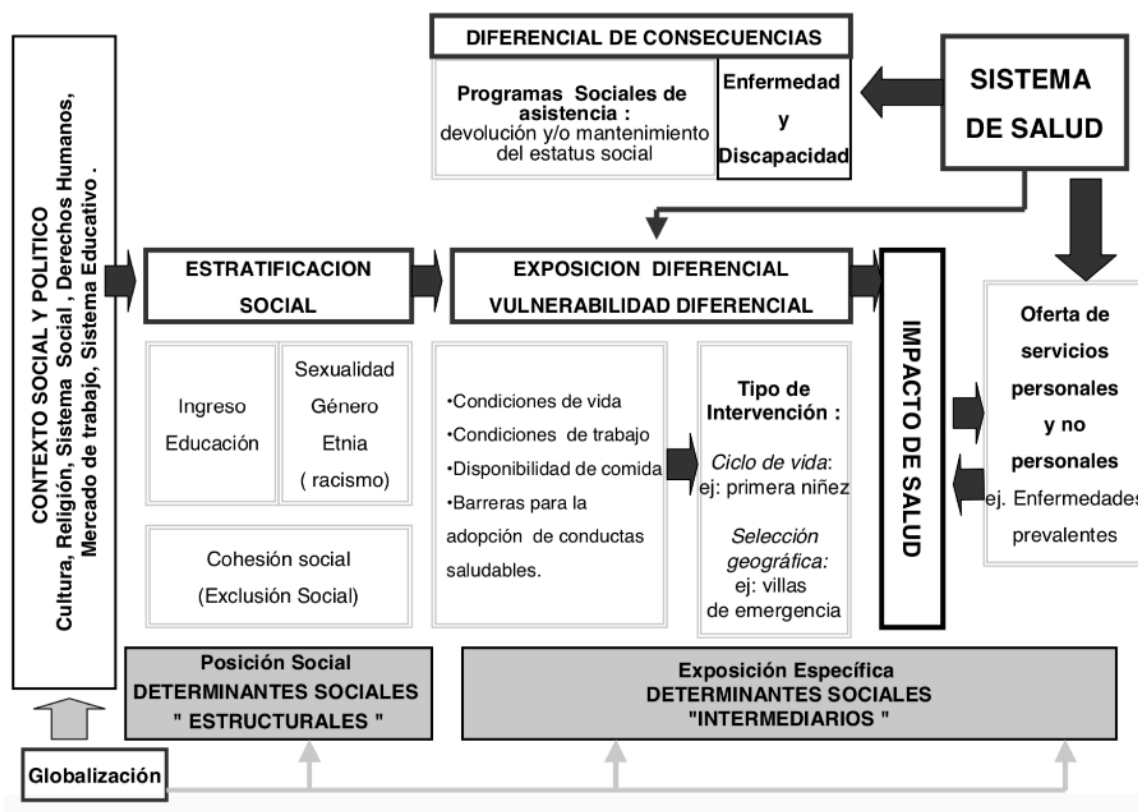 DIFERENCIAL DE CONSECUENCIAS
Programas Sociales de
asistencia :
devolución y/o mantenimiento
del estatus social
Enfermedad
y
Discapacidad
SISTEMA
DE SALUD
CONTEXTO SOCIAL Y POLITICO
Cultura, Religión, Sistema Social , Derechos Humanos,
Mercado de trabajo, Sistema Educativo .
ESTRATIFICACION
SOCIAL
EXPOSICION DIFERENCIAL
VULNERABILIDAD DIFERENCIAL
Ingreso
Educación
Sexualidad
Género
Etnia
( racismo)
Cohesión social
(Exclusión Social)
•Condiciones de vida
•Condiciones de trabajo
•Disponibilidad de comida
•Barreras para la
adopción de conductas
saludables.
Tipo de
Intervención :
Ciclo de vida:
ej: primera niñez
Selección
geográfica:
ej: villas
de emergencia
IMPACTO DE SALUD
Oferta de
servicios
personales
y no
personales
ej. Enfermedades
prevalentes
Posición Social
DETERMINANTES SOCIALES
" ESTRUCTURALES "
Exposición Específica
DETERMINANTES SOCIALES
"INTERMEDIARIOS "
Globalización